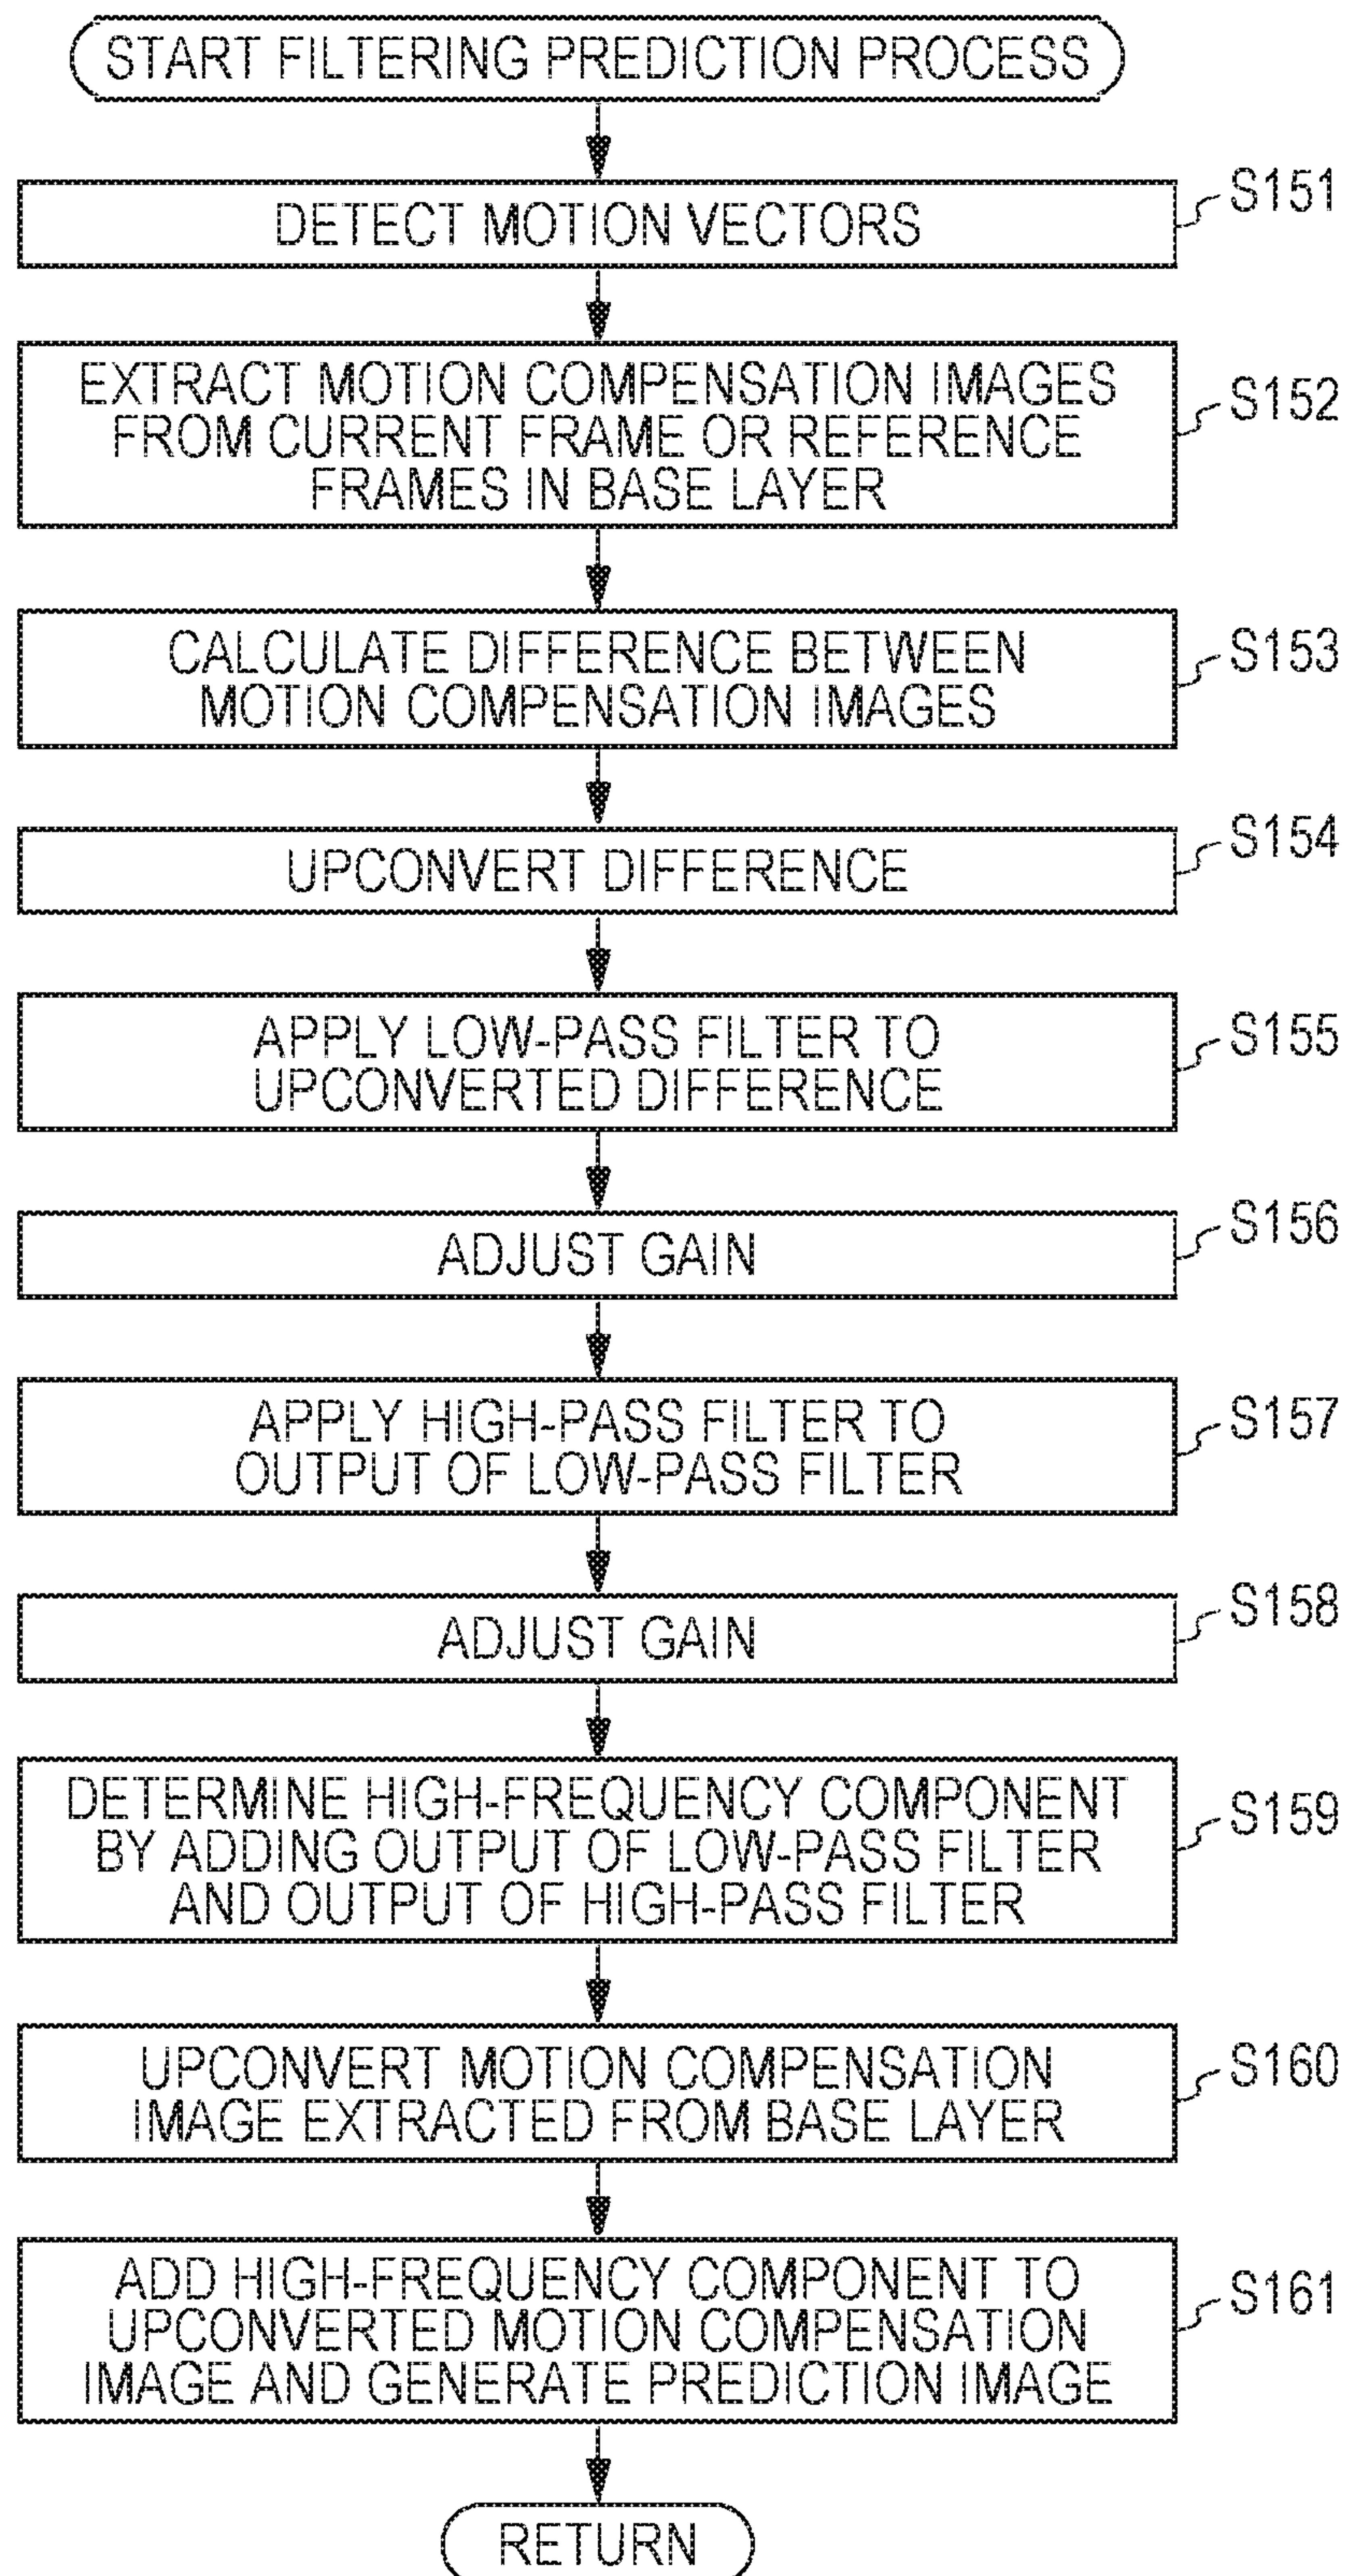 START FILTERING PREDICTION PROCESS
DETECT MOTION VECTORS
S151
EXTRACT MOTION COMPENSATION IMAGES
FROM CURRENT FRAME OR REFERENCE
FRAMES IN BASE LAYER
S152
CALCULATE DIFFERENCE BETWEEN
MOTION COMPENSATION IMAGES
S153
UPCONVERT DIFFERENCE
S154
APPLY LOW-PASS FILTER TO
UPCONVERTED DIFFERENCE
S155
ADJUST GAIN
S156
APPLY HIGH-PASS FILTER TO
OUTPUT OF LOW-PASS FILTER
S157
ADJUST GAIN
S158
DETERMINE HIGH-FREQUENCY COMPONENT
BY ADDING OUTPUT OF LOW-PASS FILTER
AND OUTPUT OF HIGH-PASS FILTER
S159
UPCONVERT MOTION COMPENSATION
IMAGE EXTRACTED FROM BASE LAYER
S160
ADD HIGH-FREQUENCY COMPONENT TO
UPCONVERTED MOTION COMPENSATION
IMAGE AND GENERATE PREDICTION IMAGE
S161
RETURN